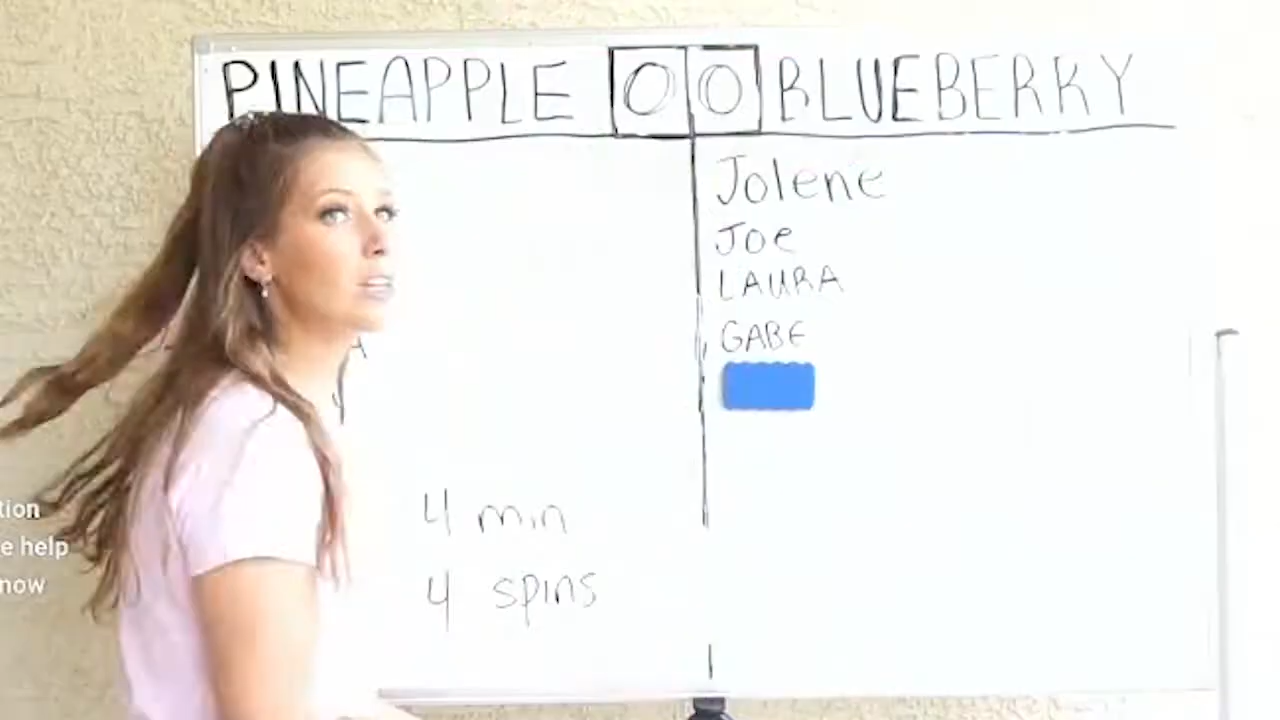 PINEAPPLE 0 0 BLUEBERRY
Jolene
Joe
LAURA
GABE
4 min
4 spins
tion
e help
now